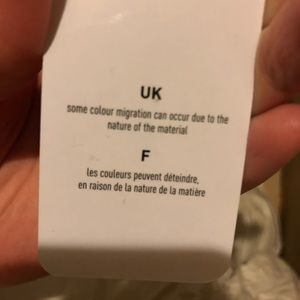 UK
some colour migration can occur due to the
nature of the material
F
les couleurs peuvent déteindre,
en raison de la nature de la matière